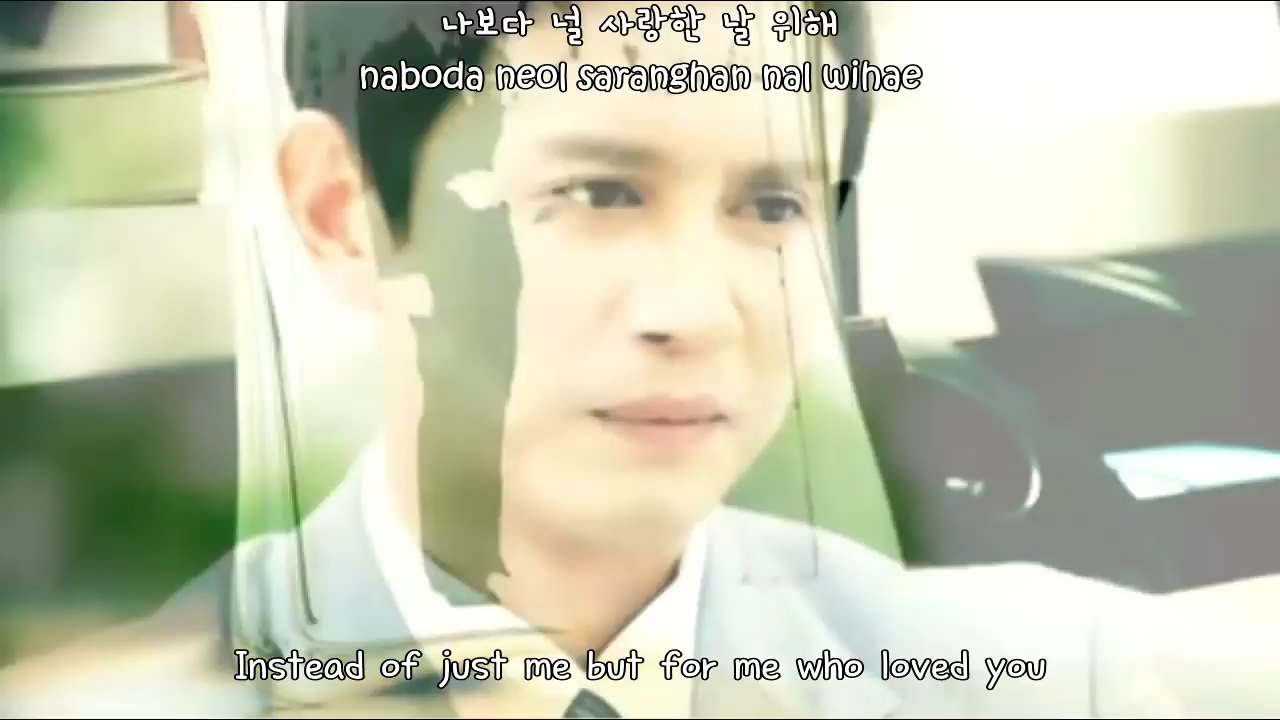 나보다 널 사랑한 날 위해
naboda neol saranghan nal wihae
Instead of just me but for me who loved you